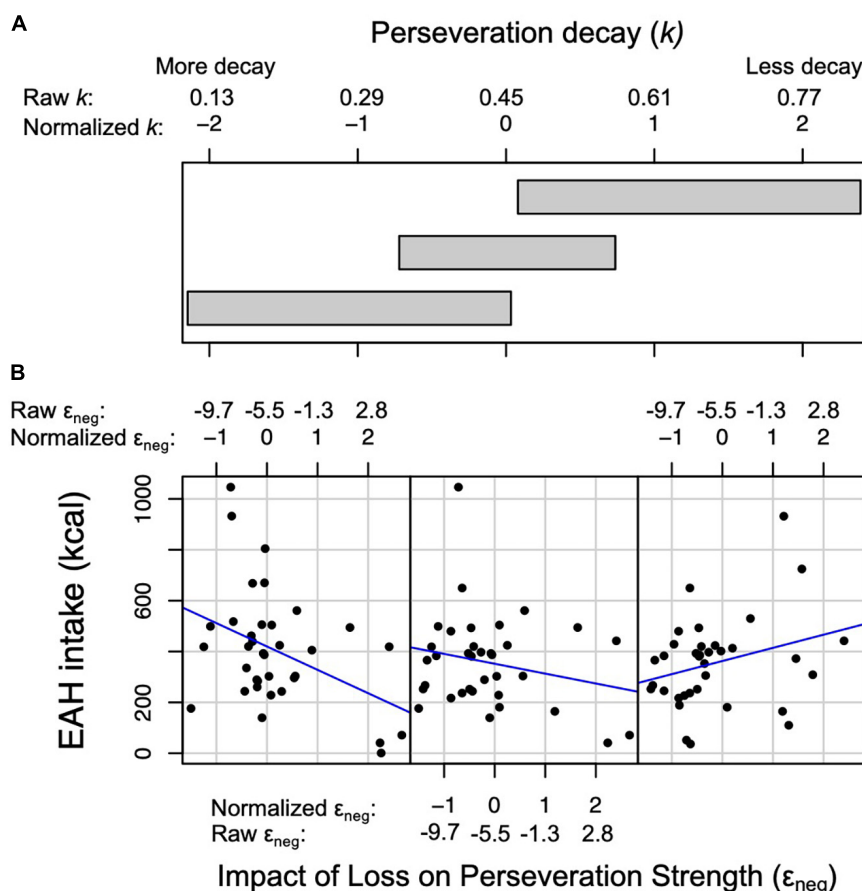 A
Perseveration decay (k)
More decay Less decay
Raw k: 0.13 0.29 0.45 0.61 0.77
Normalized k: −2 −1 0 1 2
B
Raw εneg: -9.7 -5.5 -1.3 2.8 -9.7 -5.5 -1.3 2.8
Normalized εneg: −1 0 1 2 −1 0 1 2
EAH intake (kcal)
1000
600
200
0
Normalized εneg: −1 0 1 2
Raw εneg: -9.7 -5.5 -1.3 2.8
Impact of Loss on Perseveration Strength (εneg)